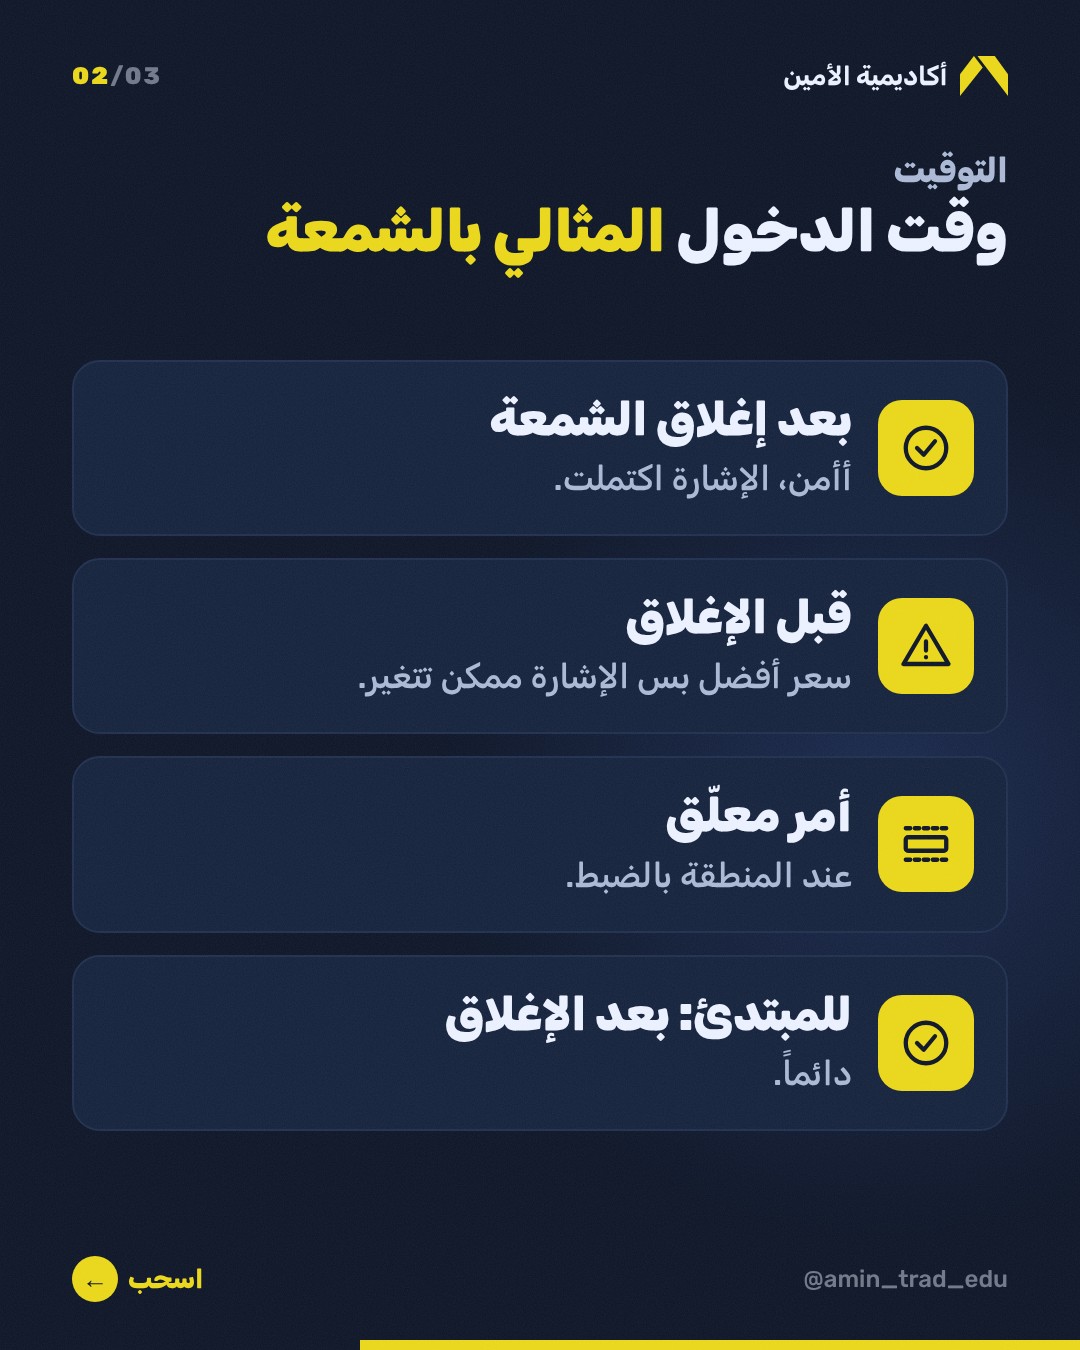 أكاديمية الأمين
02/03
التوقيت
وقت الدخول المثالي بالشمعة
بعد إغلاق الشمعة
أأمن، الإشارة اكتملت.
قبل الإغلاق
سعر أفضل بس الإشارة ممكن تتغير.
أمر معلّق
عند المنطقة بالضبط.
للمبتدئ: بعد الإغلاق
دائماً.
اسحب ←
@amin_trad_edu